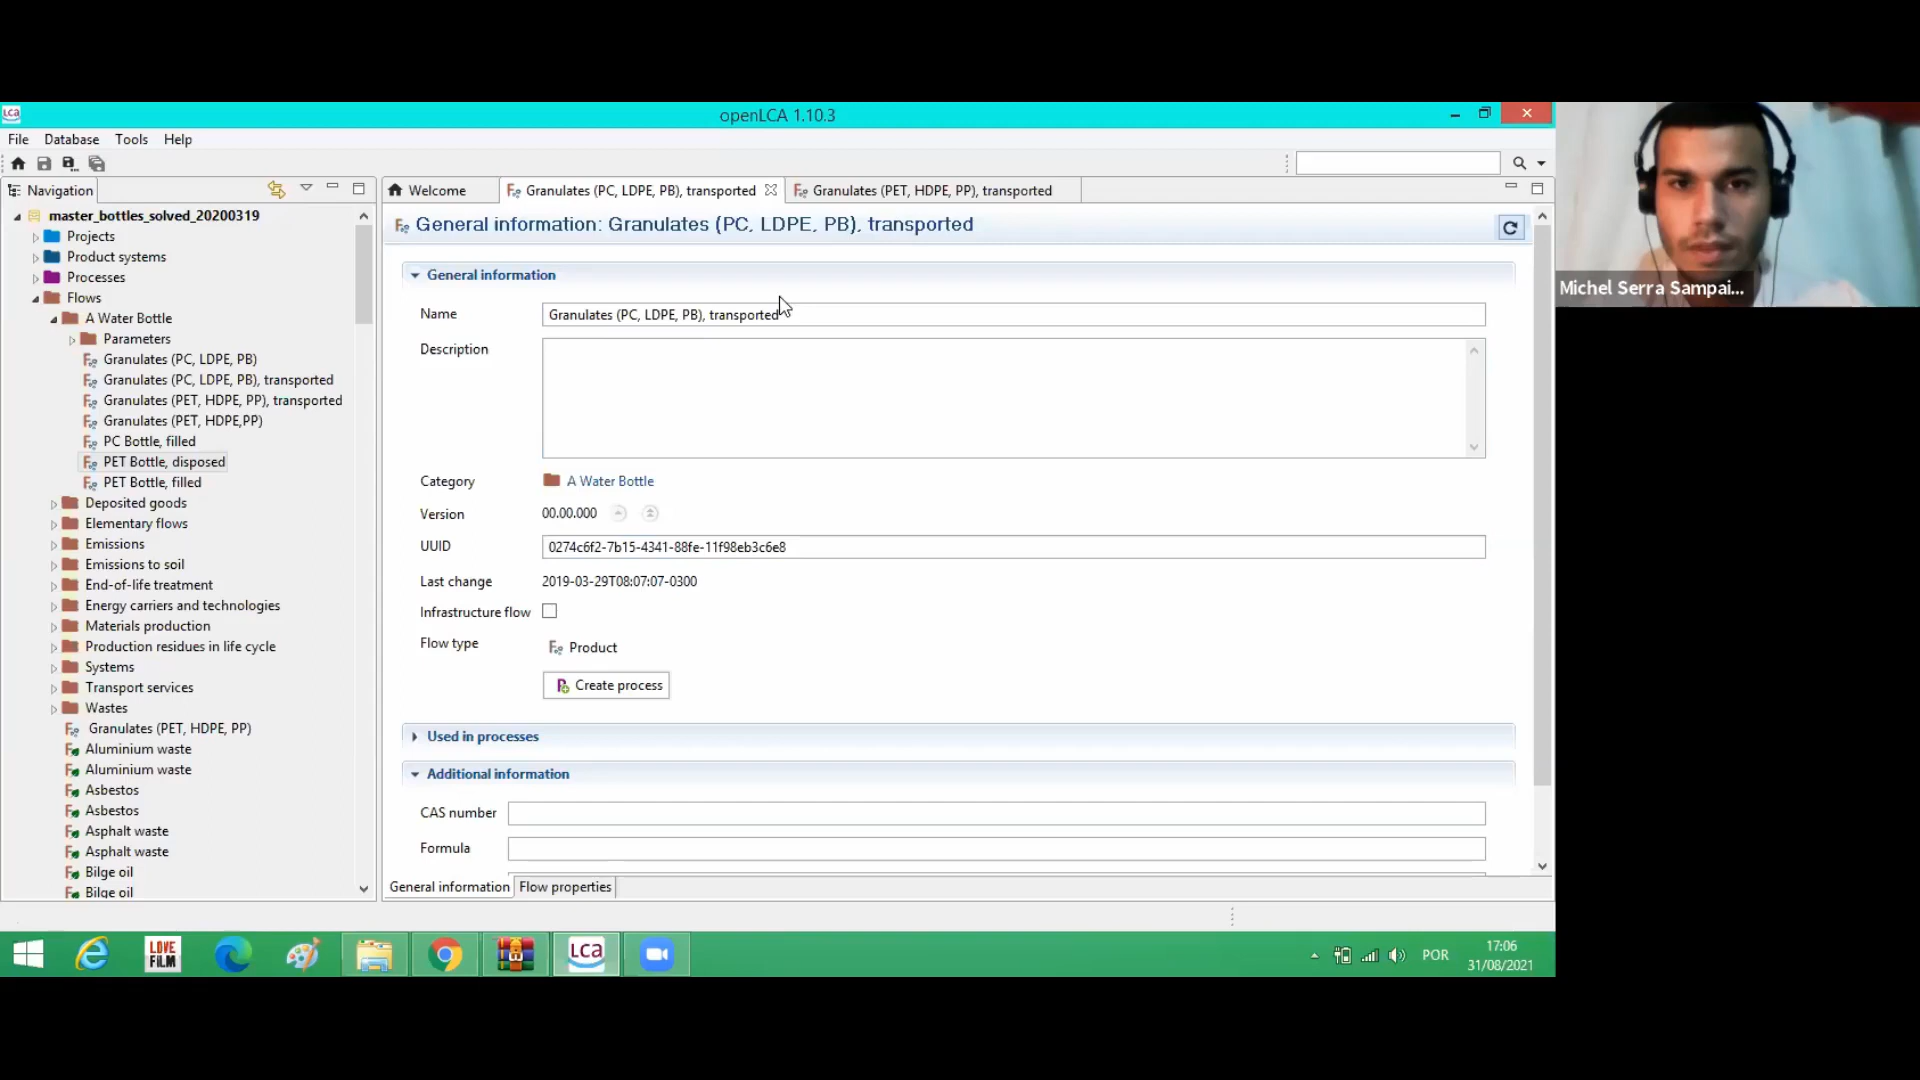 LCA
openLCA 1.10.3
File Database Tools Help
Navigation
Welcome
Granulates (PC, LDPE, PB), transported
Granulates (PET, HDPE, PP), transported
master_bottles_solved_20200319
Projects
Product systems
Processes
Flows
A Water Bottle
Parameters
Granulates (PC, LDPE, PB)
Granulates (PC, LDPE, PB), transported
Granulates (PET, HDPE, PP), transported
Granulates (PET, HDPE,PP)
PC Bottle, filled
PET Bottle, disposed
PET Bottle, filled
Deposited goods
Elementary flows
Emissions
Emissions to soil
End-of-life treatment
Energy carriers and technologies
Materials production
Production residues in life cycle
Systems
Transport services
Wastes
Granulates (PET, HDPE, PP)
Aluminium waste
Aluminium waste
Asbestos
Asbestos
Asphalt waste
Asphalt waste
Bilge oil
Bilge oil
General information: Granulates (PC, LDPE, PB), transported
General information
Name
Granulates (PC, LDPE, PB), transported
Description
Category
A Water Bottle
Version
00.00.000
UUID
0274c6f2-7b15-4341-88fe-11f98eb3c6e8
Last change
2019-03-29T08:07:07-0300
Infrastructure flow
Flow type
Product
Create process
Used in processes
Additional information
CAS number
Formula
General information
Flow properties
Michel Serra Sampai...
LOVE
FiLM
LCA
POR
17:06
31/08/2021